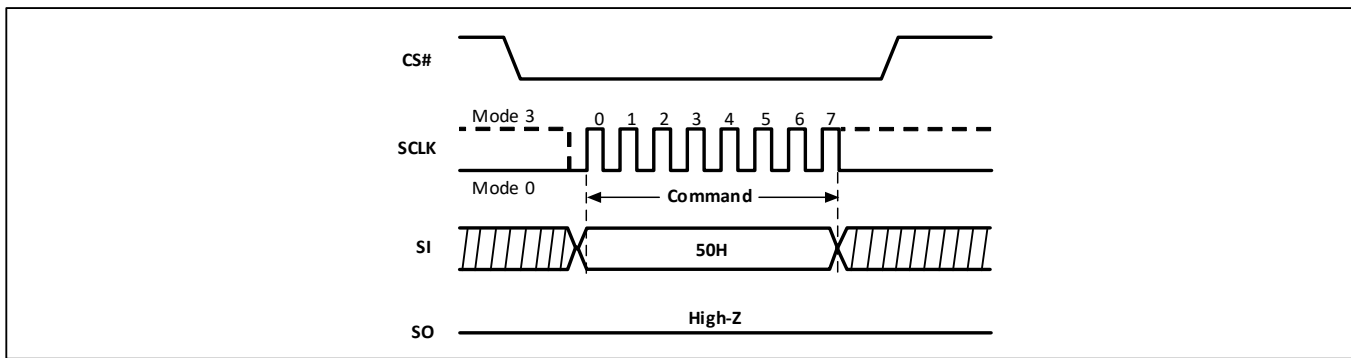 CS#
Mode 3
0 1 2 3 4 5 6 7
SCLK
Mode 0
Command
SI
50H
High-Z
SO